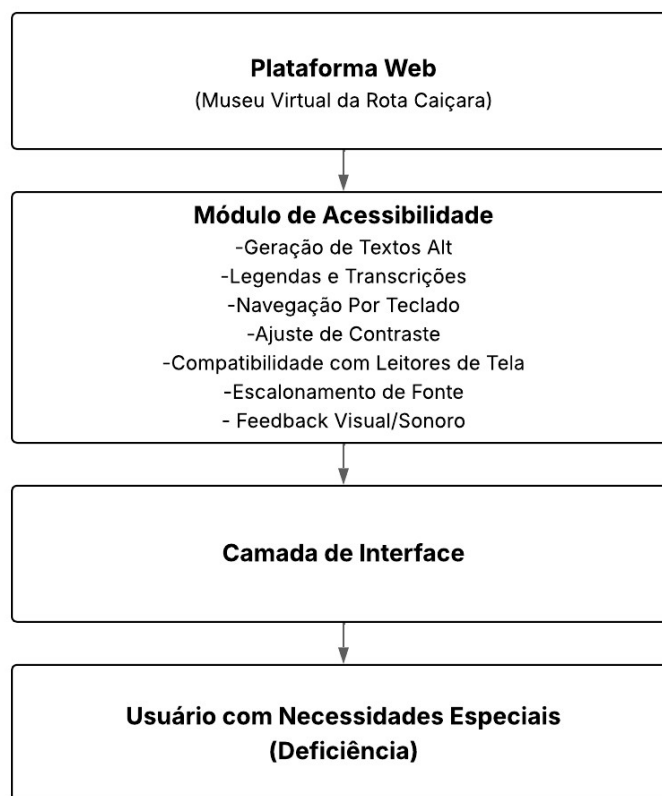 Plataforma Web
(Museu Virtual da Rota Caiçara)
Módulo de Acessibilidade
-Geração de Textos Alt
-Legendas e Transcrições
-Navegação Por Teclado
-Ajuste de Contraste
-Compatibilidade com Leitores de Tela
-Escalonamento de Fonte
- Feedback Visual/Sonoro
Camada de Interface
Usuário com Necessidades Especiais
(Deficiência)